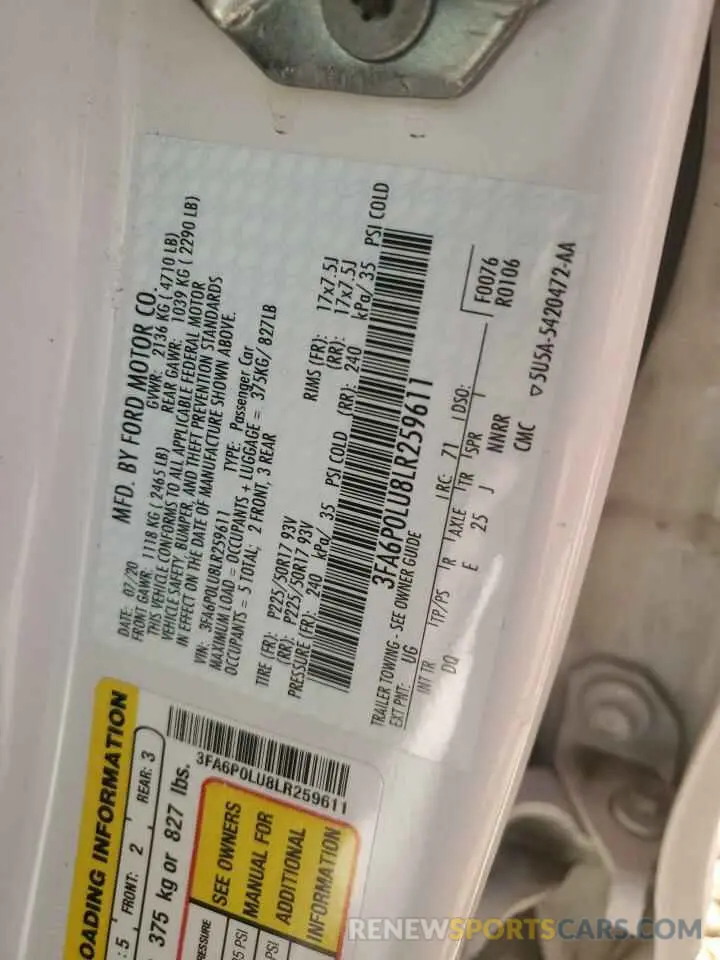 MFD. BY FORD MOTOR CO.
DATE: 07/20 GVWR: 2136 KG ( 4710 LB)
FRONT GAWR: 1118 KG ( 2465 LB) REAR GAWR: 1039 KG ( 2290 LB)
THIS VEHICLE CONFORMS TO ALL APPLICABLE FEDERAL MOTOR
VEHICLE SAFETY, BUMPER, AND THEFT PREVENTION STANDARDS
IN EFFECT ON THE DATE OF MANUFACTURE SHOWN ABOVE.
VIN: 3FA6P0LU8LR259611 TYPE: Passenger Car
MAXIMUM LOAD = OCCUPANTS + LUGGAGE = 375KG/ 827LB
OCCUPANTS = 5 TOTAL; 2 FRONT, 3 REAR
TIRE (FR): P225/50R17 93V RIMS (FR): 17x7.5J
(RR): P225/50R17 93V (RR): 17x7.5J
PRESSURE (FR): 240 kPa/ 35 PSI COLD (RR): 240 kPa/ 35 PSI COLD
3FA6P0LU8LR259611
TRAILER TOWING - SEE OWNER GUIDE
F0076
R0106
EXT PNT: UG RC: 71 DSO:
INT TR TP/PS R AXLE TR SPR
DQ E 25 J NNRR
CMC ▽5U5A-5420472-AA
LOADING INFORMATION
:5 , FRONT: 2 , REAR: 3
375 kg or 827 lbs.
3FA6P0LU8LR259611
SEE OWNERS
MANUAL FOR
ADDITIONAL
INFORMATION
PSI
PSI
RENEWSPORTSCARS.COM